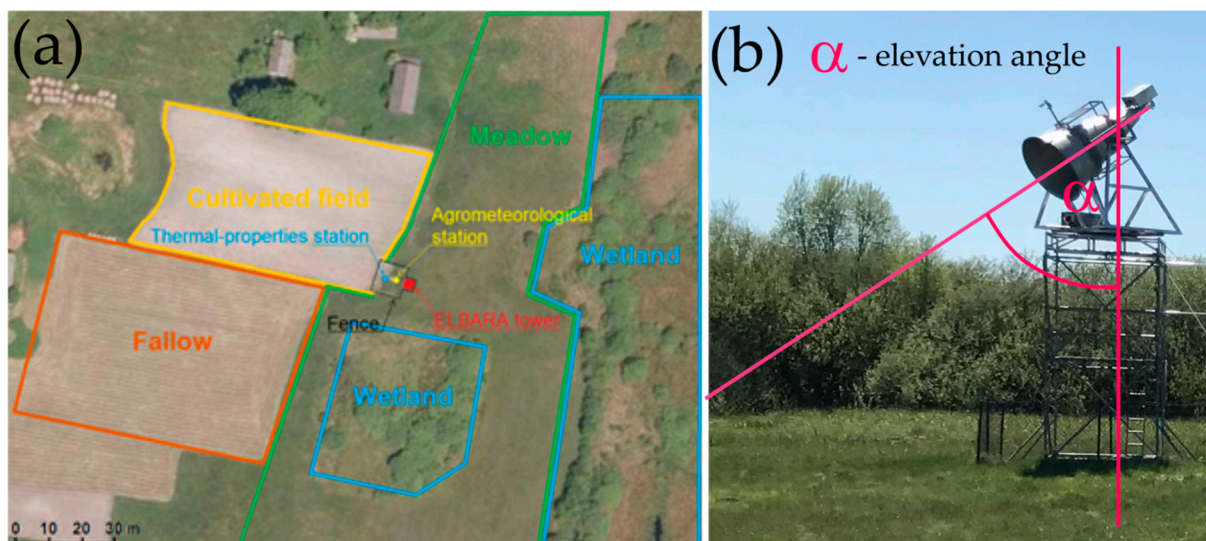 (a)
Meadow
Cultivated field
Agrometeorological
station
Thermal-properties station
Wetland
Fence
ELBARA tower
Fallow
Wetland
0 10 20 30 m
(b)
α - elevation angle
α